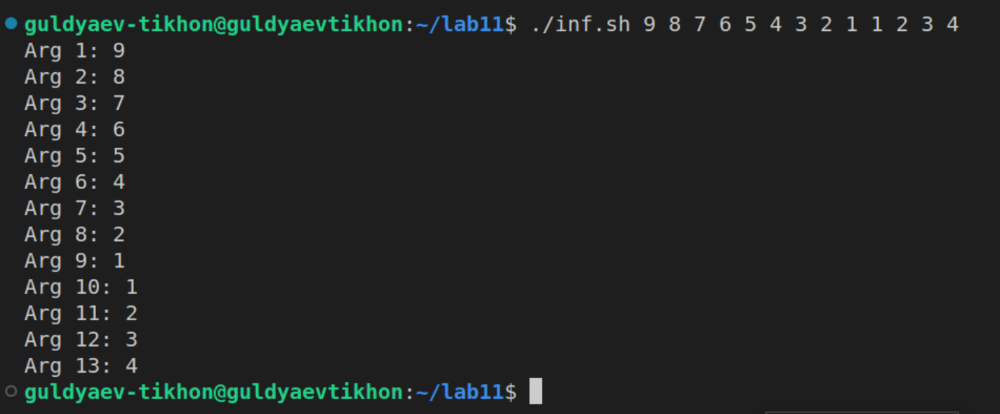 guldyaev-tikhon@guldyaevtikhon:~/lab11$ ./inf.sh 9 8 7 6 5 4 3 2 1 1 2 3 4
Arg 1: 9
Arg 2: 8
Arg 3: 7
Arg 4: 6
Arg 5: 5
Arg 6: 4
Arg 7: 3
Arg 8: 2
Arg 9: 1
Arg 10: 1
Arg 11: 2
Arg 12: 3
Arg 13: 4
guldyaev-tikhon@guldyaevtikhon:~/lab11$